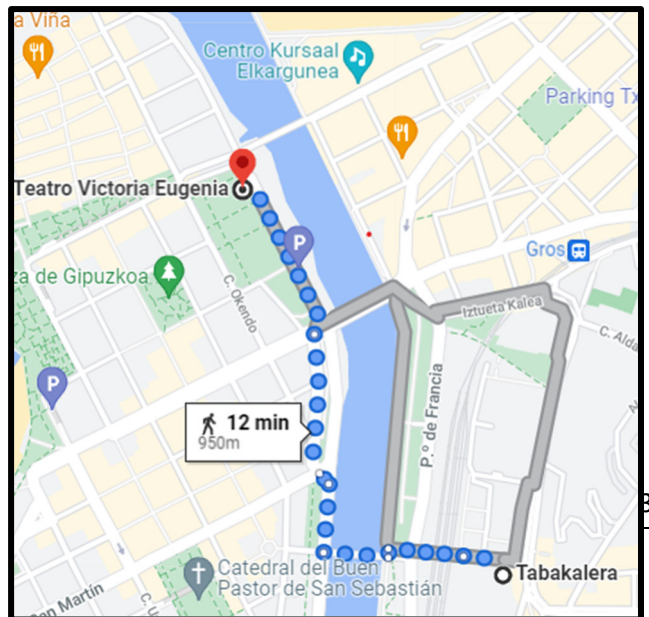 a Viña
Centro Kursaal
Elkargunea
Parking Tx
Teatro Victoria Eugenia
P
Gros
za de Gipuzkoa
C. Okendo
Iztueta Kalea
C. Alda
P
P.º de Francia
12 min
950m
Catedral del Buen
Pastor de San Sebastián
Tabakalera
an Martín
C. U